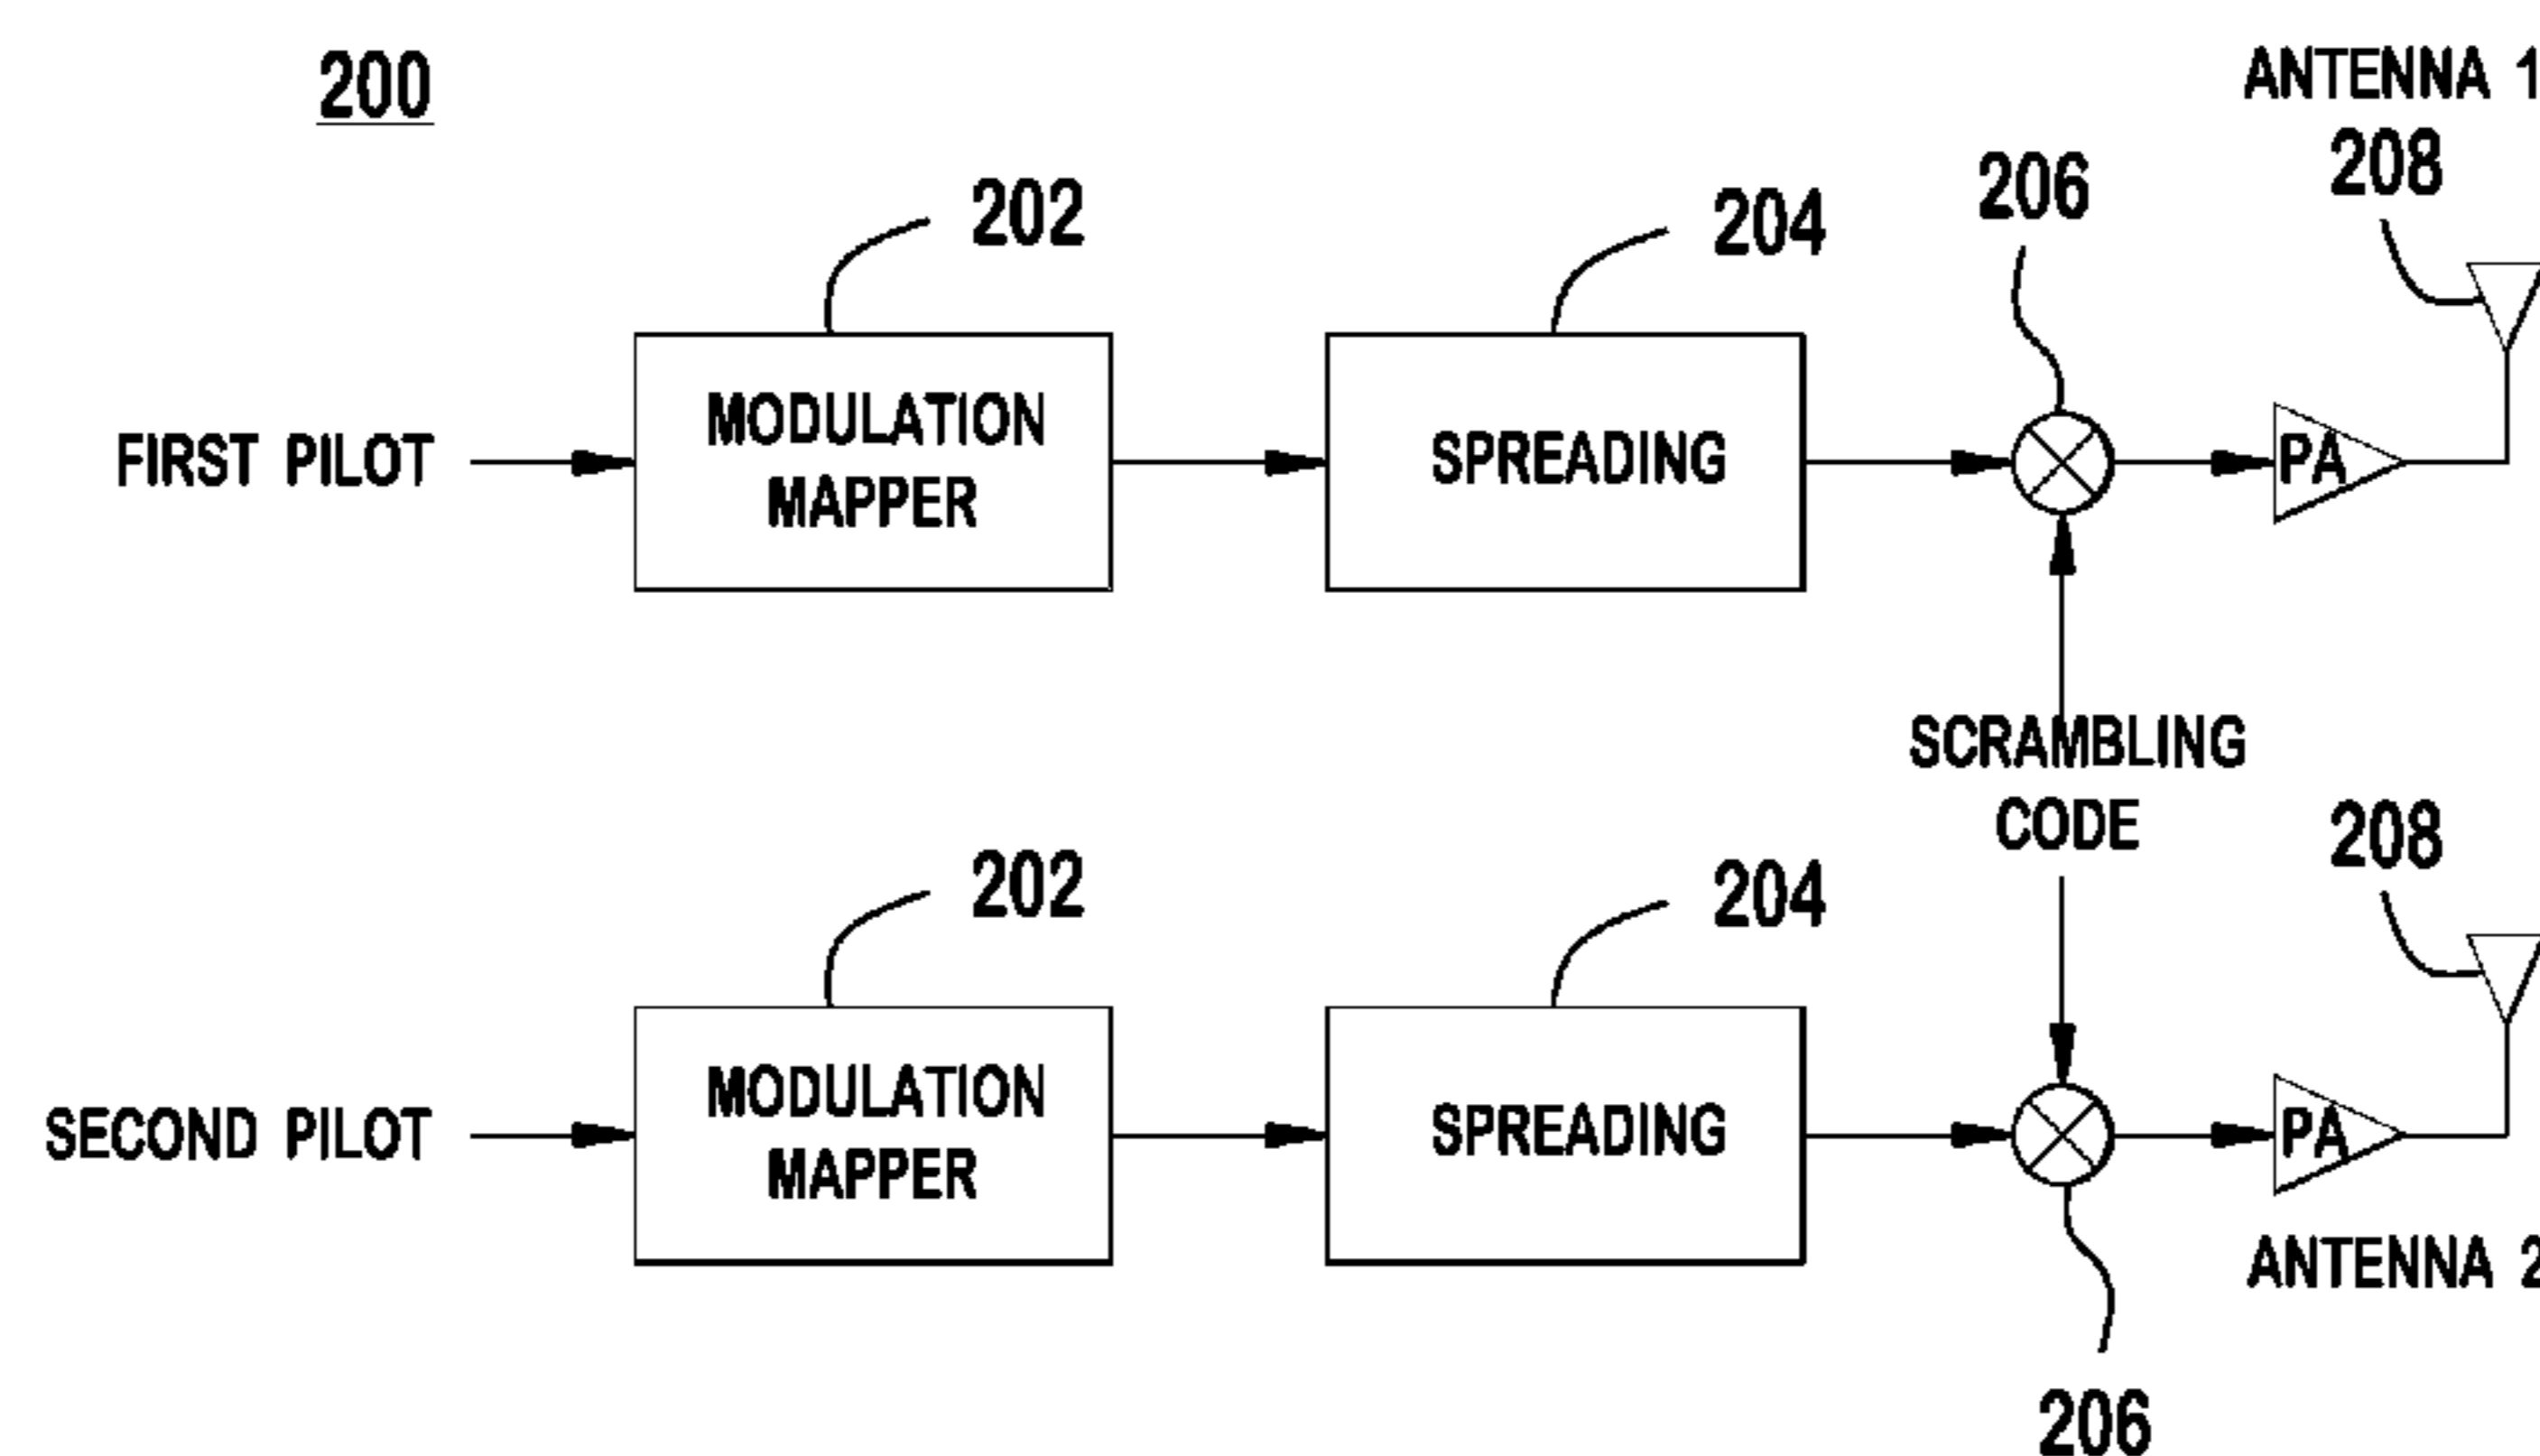 200
ANTENNA 1
208
206
202
204
FIRST PILOT
MODULATION
MAPPER
SPREADING
PA
SCRAMBLING
CODE
208
202
204
SECOND PILOT
MODULATION
MAPPER
SPREADING
PA
ANTENNA 2
206